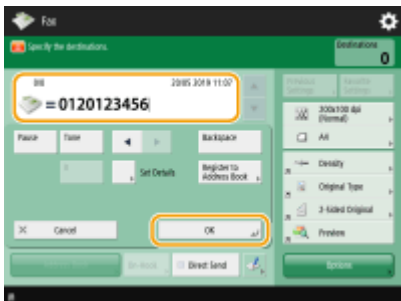 Fax
Specify the destinations.
Destinations
0
20/05 2019 11:07
=0120123456
200x100 dpi
(Normal)
A4
Pause
Tone
Backspace
Set Details
Register to
Address Book
Density
Original Type
2-Sided Original
Preview
Cancel
OK
Direct Send
Options